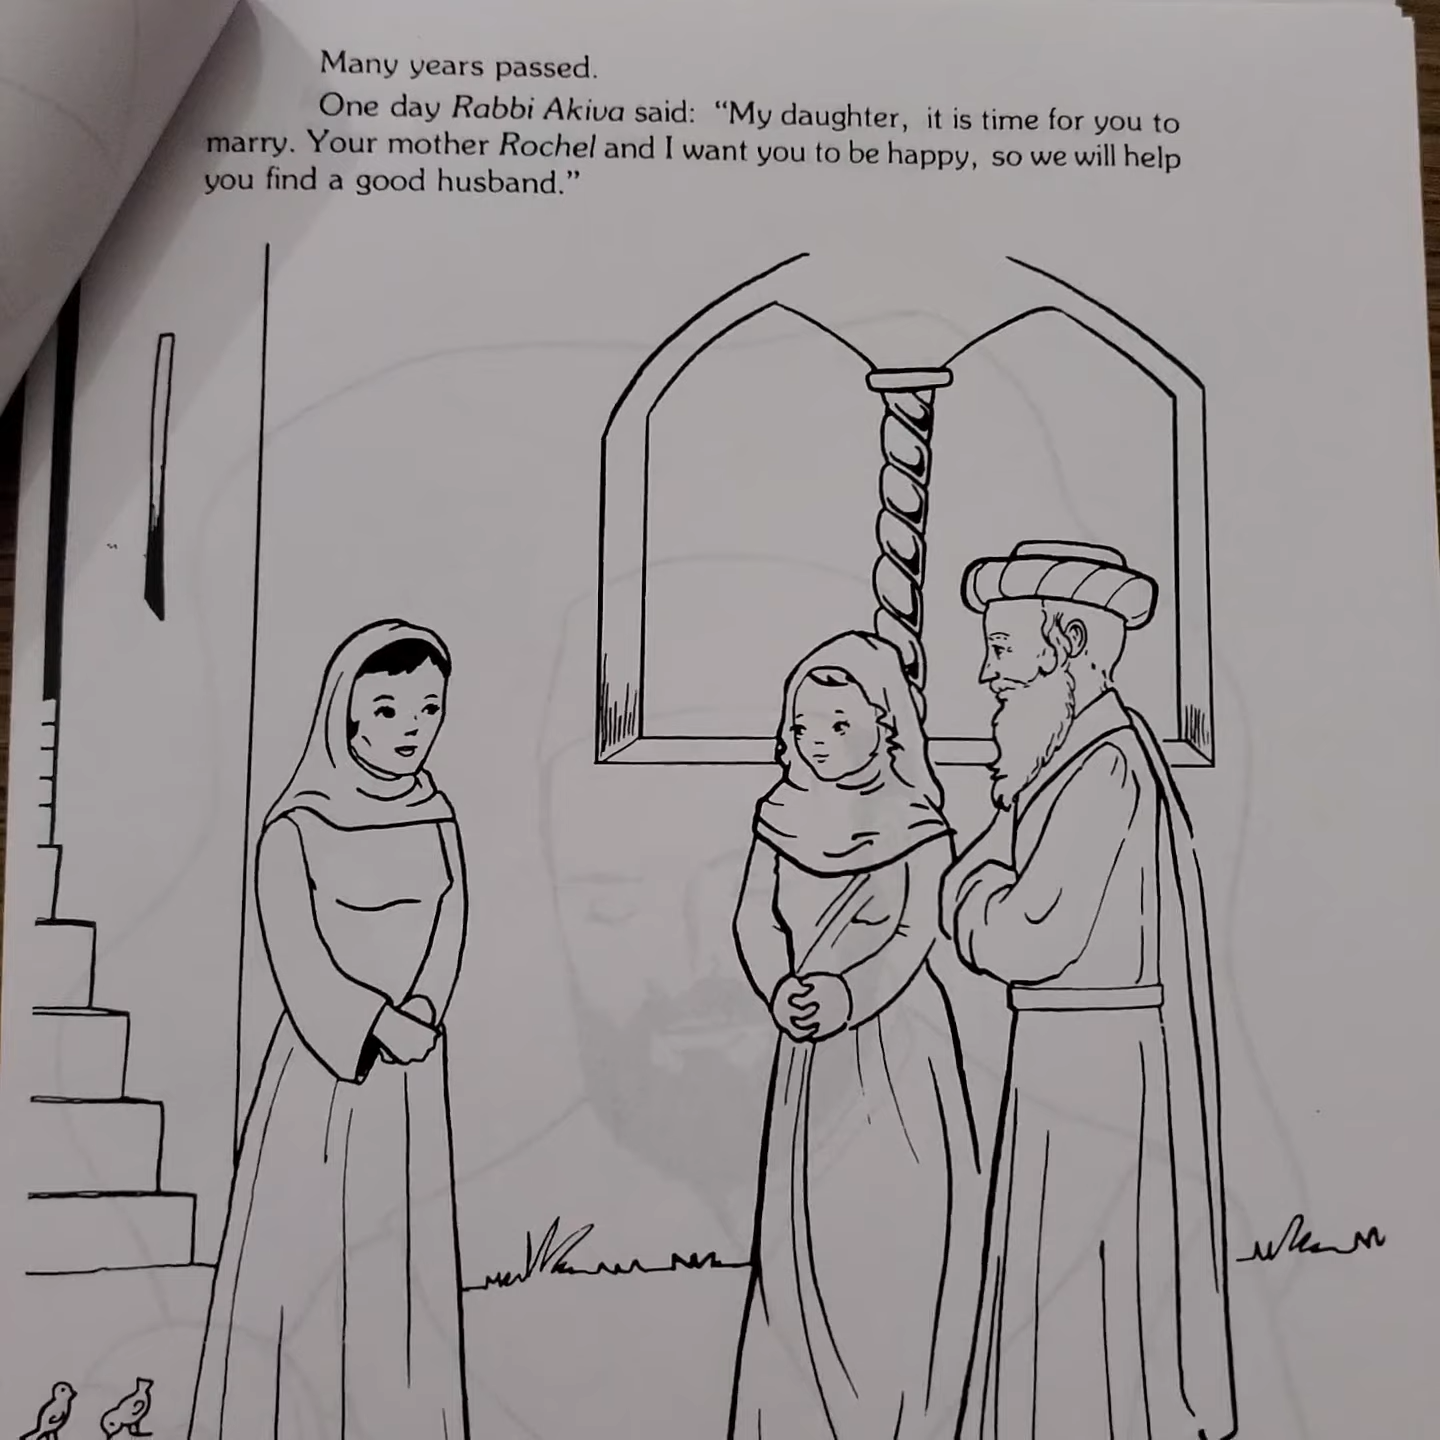 Many years passed.
One day Rabbi Akiva said: “My daughter, it is time for you to
marry. Your mother Rochel and I want you to be happy, so we will help
you find a good husband.”